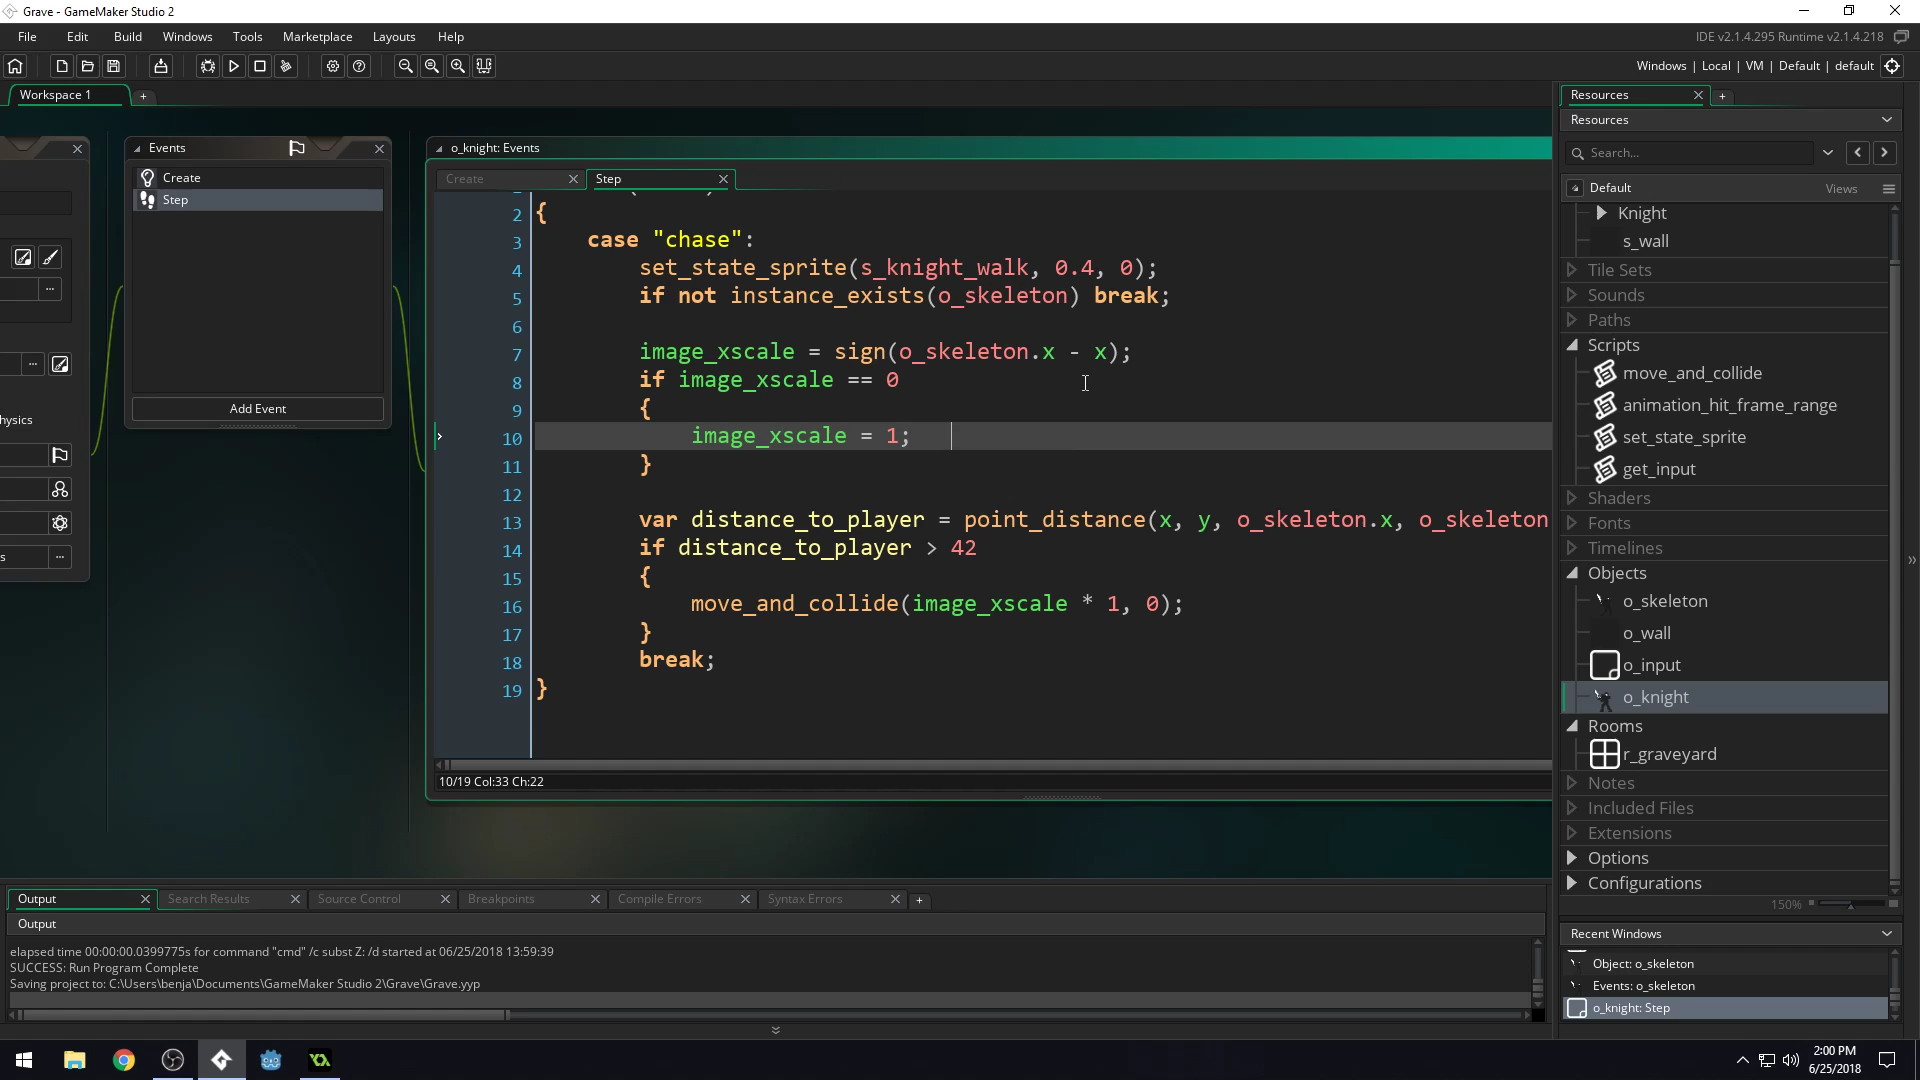 Grave - GameMaker Studio 2
File Edit Build Windows Tools Marketplace Layouts Help
IDE v2.1.4.295 Runtime v2.1.4.218
Windows | Local | VM | Default | default
Workspace 1
Events
Create
Step
Add Event
hysics
s
o_knight: Events
Create
Step
2 {
3 case "chase":
4 set_state_sprite(s_knight_walk, 0.4, 0);
5 if not instance_exists(o_skeleton) break;
6
7 image_xscale = sign(o_skeleton.x - x);
8 if image_xscale == 0
9 {
10 image_xscale = 1;
11 }
12
13 var distance_to_player = point_distance(x, y, o_skeleton.x, o_skeleton
14 if distance_to_player > 42
15 {
16 move_and_collide(image_xscale * 1, 0);
17 }
18 break;
19 }
10/19 Col:33 Ch:22
Resources
Resources
Search...
Default Views
Knight
s_wall
Tile Sets
Sounds
Paths
Scripts
move_and_collide
animation_hit_frame_range
set_state_sprite
get_input
Shaders
Fonts
Timelines
Objects
o_skeleton
o_wall
o_input
o_knight
Rooms
r_graveyard
Notes
Included Files
Extensions
Options
Configurations
150%
Recent Windows
Object: o_skeleton
Events: o_skeleton
o_knight: Step
Output Search Results Source Control Breakpoints Compile Errors Syntax Errors
Output
elapsed time 00:00:00.0399775s for command "cmd" /c subst Z: /d started at 06/25/2018 13:59:39
SUCCESS: Run Program Complete
Saving project to: C:\Users\benja\Documents\GameMaker Studio 2\Grave\Grave.yyp
2:00 PM
6/25/2018